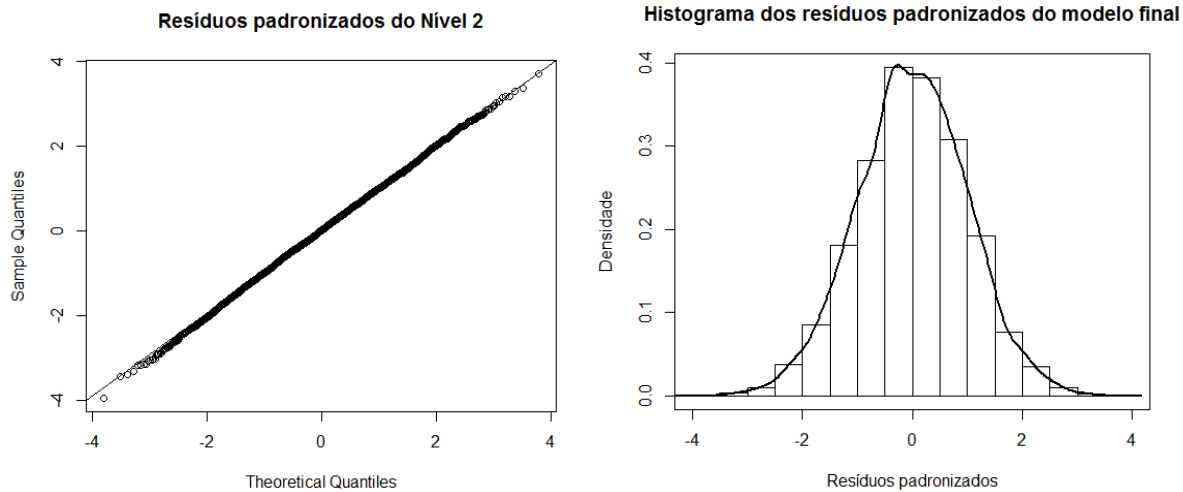 Resíduos padronizados do Nível 2
4
2
0
-2
-4
Sample Quantiles
-4 -2 0 2 4
Theoretical Quantiles
Histograma dos resíduos padronizados do modelo final
0.4
0.3
0.2
0.1
0.0
Densidade
-4 -2 0 2 4
Resíduos padronizados